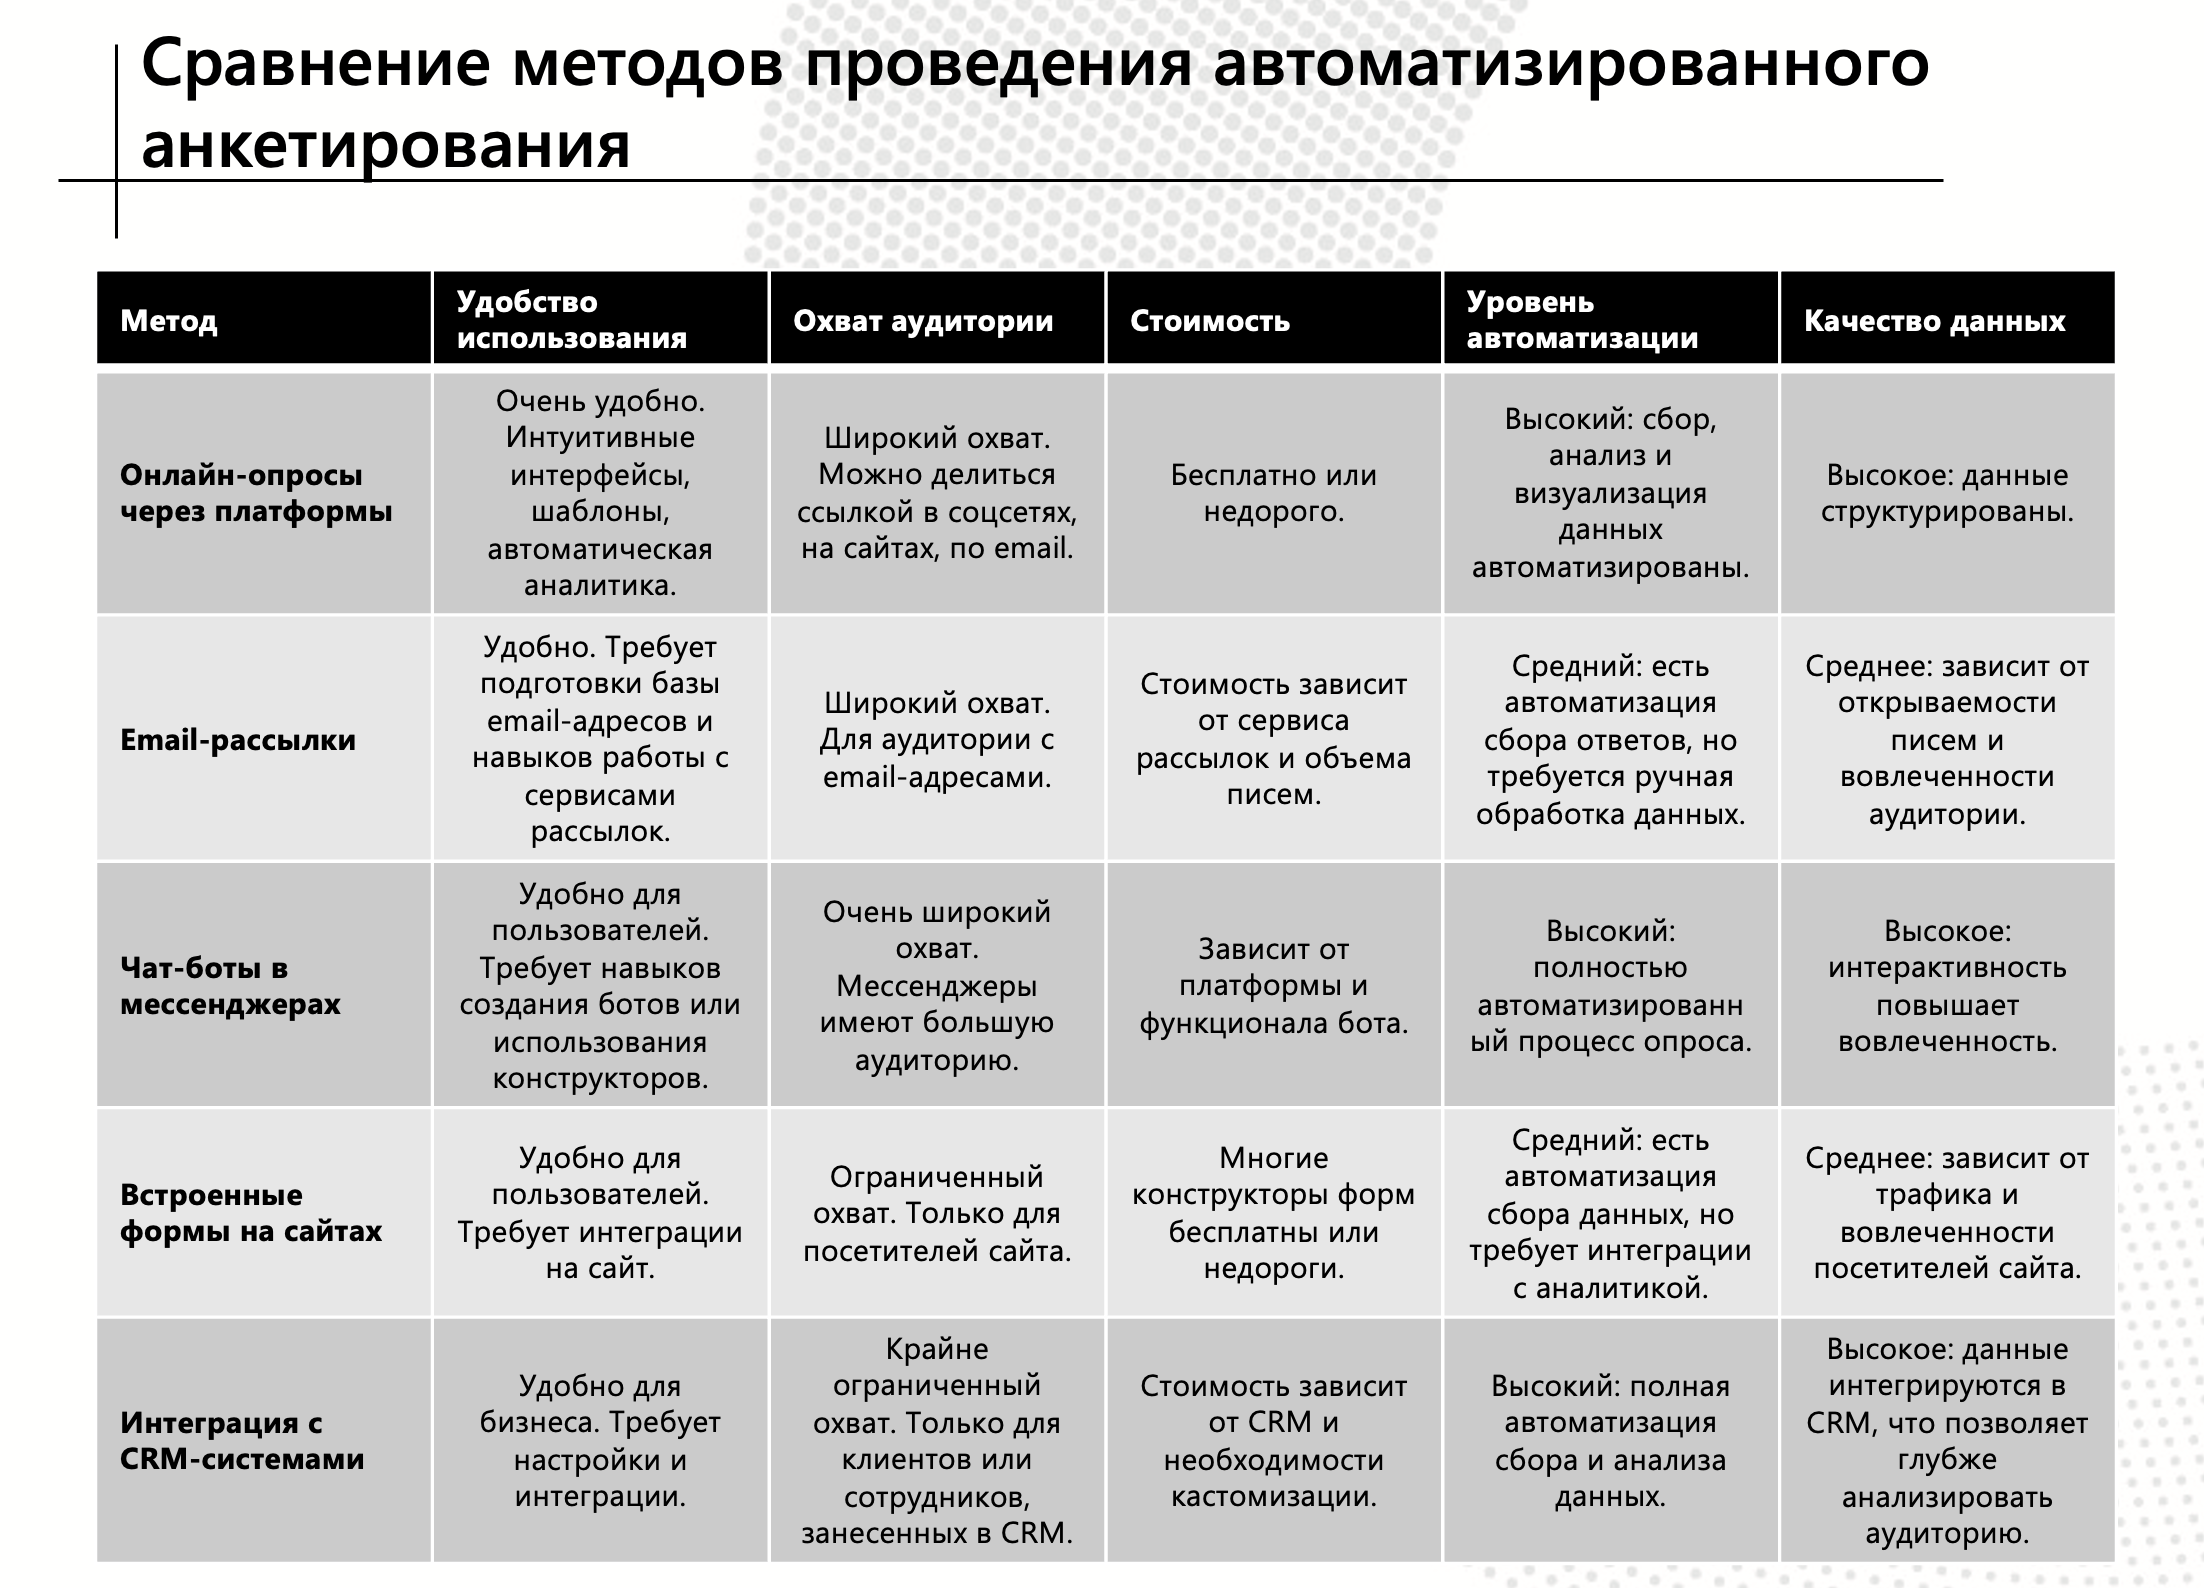 Сравнение методов проведения автоматизированного
анкетирования
Метод
Удобство
использования
Охват аудитории
Стоимость
Уровень
автоматизации
Качество данных
Онлайн-опросы
через платформы
Очень удобно.
Интуитивные
интерфейсы,
шаблоны,
автоматическая
аналитика.
Широкий охват.
Можно делиться
ссылкой в соцсетях,
на сайтах, по email.
Бесплатно или
недорого.
Высокий: сбор,
анализ и
визуализация
данных
автоматизированы.
Высокое: данные
структурированы.
Email-рассылки
Удобно. Требует
подготовки базы
email-адресов и
навыков работы с
сервисами
рассылок.
Широкий охват.
Для аудитории с
email-адресами.
Стоимость зависит
от сервиса
рассылок и объема
писем.
Средний: есть
автоматизация
сбора ответов, но
требуется ручная
обработка данных.
Среднее: зависит от
открываемости
писем и
вовлеченности
аудитории.
Чат-боты в
мессенджерах
Удобно для
пользователей.
Требует навыков
создания ботов или
использования
конструкторов.
Очень широкий
охват.
Мессенджеры
имеют большую
аудиторию.
Зависит от
платформы и
функционала бота.
Высокий:
полностью
автоматизированн
ый процесс опроса.
Высокое:
интерактивность
повышает
вовлеченность.
Встроенные
формы на сайтах
Удобно для
пользователей.
Требует интеграции
на сайт.
Ограниченный
охват. Только для
посетителей сайта.
Многие
конструкторы форм
бесплатны или
недороги.
Средний: есть
автоматизация
сбора данных, но
требует интеграции
с аналитикой.
Среднее: зависит от
трафика и
вовлеченности
посетителей сайта.
Интеграция с
CRM-системами
Удобно для
бизнеса. Требует
настройки и
интеграции.
Крайне
ограниченный
охват. Только для
клиентов или
сотрудников,
занесенных в CRM.
Стоимость зависит
от CRM и
необходимости
кастомизации.
Высокий: полная
автоматизация
сбора и анализа
данных.
Высокое: данные
интегрируются в
CRM, что позволяет
глубже
анализировать
аудиторию.